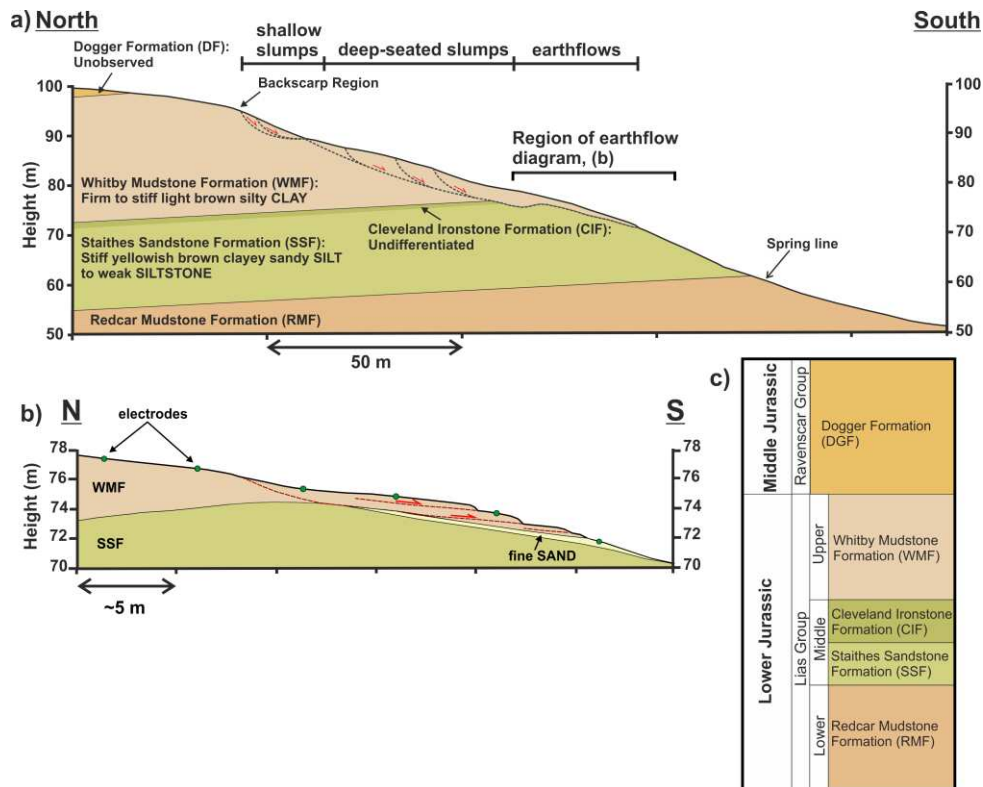 a) North
South
shallow
slumps
deep-seated slumps
earthflows
Dogger Formation (DF):
Unobserved
Backscarp Region
100
90
80
70
60
50
Height (m)
100
90
80
70
60
50
Region of earthflow
diagram, (b)
Whitby Mudstone Formation (WMF):
Firm to stiff light brown silty CLAY
Cleveland Ironstone Formation (CIF):
Undifferentiated
Staithes Sandstone Formation (SSF):
Stiff yellowish brown clayey sandy SILT
to weak SILTSTONE
Spring line
Redcar Mudstone Formation (RMF)
50 m
b) N
S
electrodes
78
76
74
72
70
Height (m)
78
76
74
72
70
WMF
SSF
fine SAND
~5 m
c)
Middle Jurassic
Ravenscar Group
Dogger Formation
(DGF)
Lower Jurassic
Lias Group
Upper
Whitby Mudstone
Formation (WMF)
Middle
Cleveland Ironstone
Formation (CIF)
Staithes Sandstone
Formation (SSF)
Lower
Redcar Mudstone
Formation (RMF)